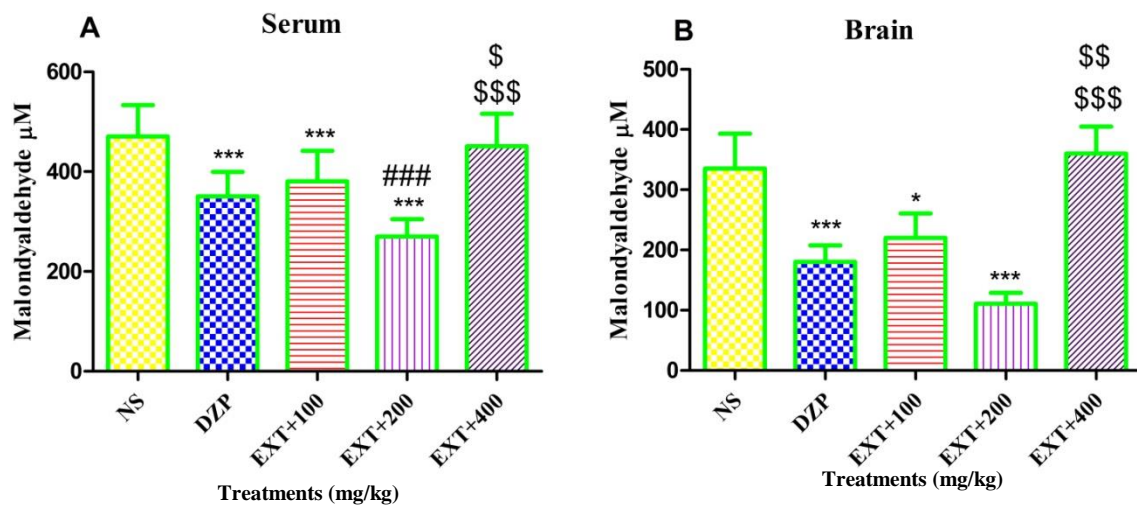 A
Serum
Malondyaldehyde µM
600
400
200
0
***
***
###
***
$
$$$
NS
DZP
EXT+100
EXT+200
EXT+400
Treatments (mg/kg)
B
Brain
Malondyaldehyde µM
500
400
300
200
100
0
***
*
***
$$
$$$
NS
DZP
EXT+100
EXT+200
EXT+400
Treatments (mg/kg)